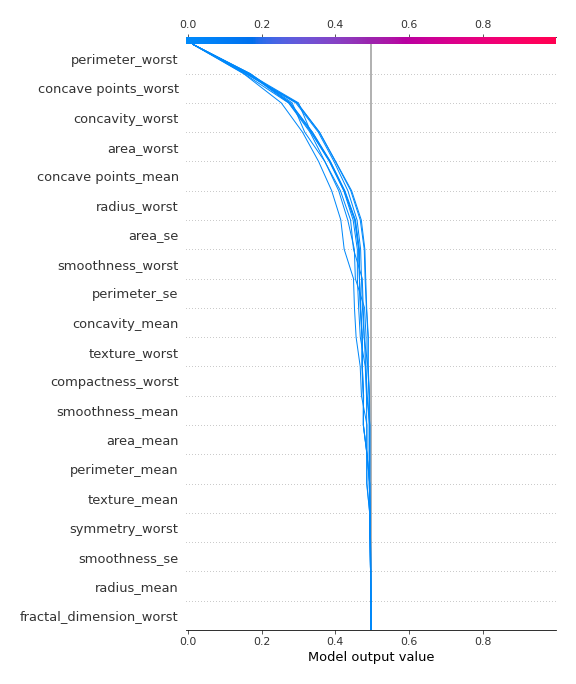 0.0 0.2 0.4 0.6 0.8
perimeter_worst
concave points_worst
concavity_worst
area_worst
concave points_mean
radius_worst
area_se
smoothness_worst
perimeter_se
concavity_mean
texture_worst
compactness_worst
smoothness_mean
area_mean
perimeter_mean
texture_mean
symmetry_worst
smoothness_se
radius_mean
fractal_dimension_worst
0.0 0.2 0.4 0.6 0.8
Model output value